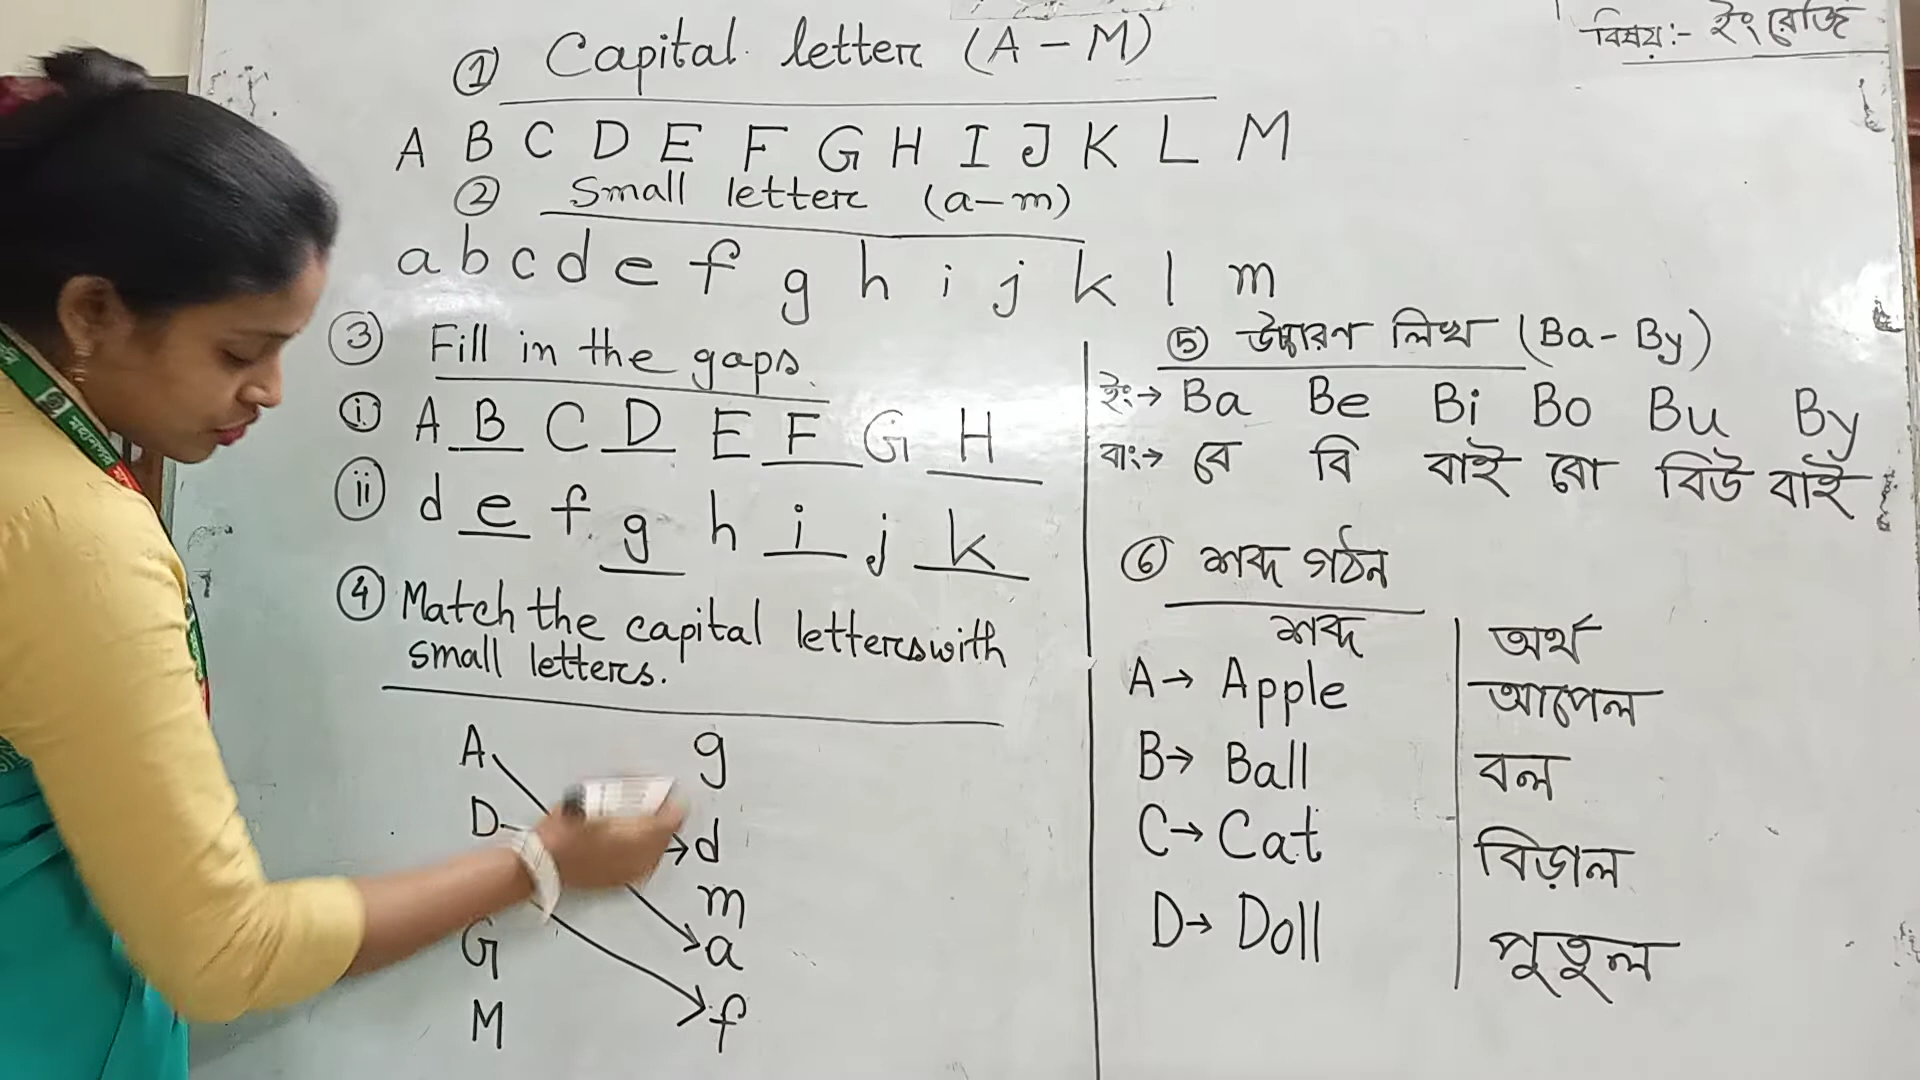 বিষয়:- ইংরেজি
① Capital letter (A - M)
A B C D E F G H I J K L M
② Small letter (a-m)
a b c d e f g h i j k l m
③ Fill in the gaps.
ⓘ A B C D E F G H
ⓘⓘ d e f g h i j k
④ Match the capital letters with
small letters.
A g
D d
m
G a
M f
⑤ উচ্চারণ লিখ (Ba - By)
ইং→ Ba Be Bi Bo Bu By
বাং→ বে বি বাই বো বিউ বাই
⑥ শব্দ গঠন
শব্দ অর্থ
A→ Apple আপেল
B→ Ball বল
C→ Cat বিড়াল
D→ Doll পুতুল